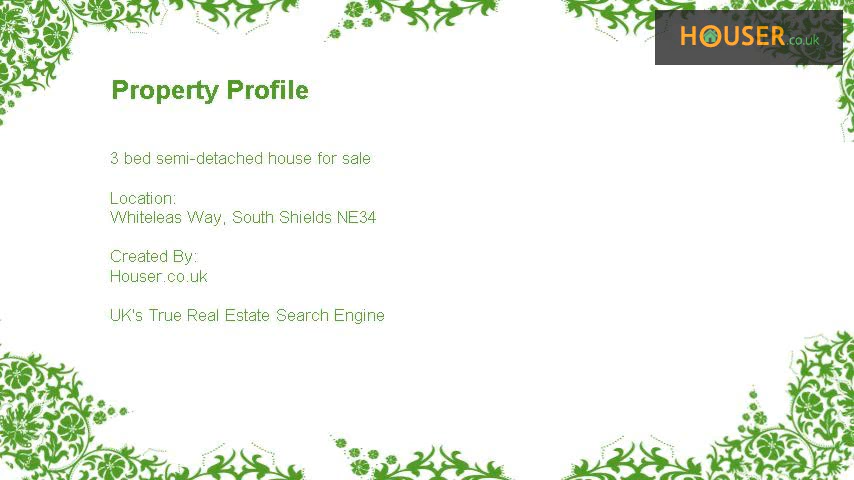 HOUSER.co.uk
Property Profile
3 bed semi-detached house for sale
Location:
Whiteleas Way, South Shields NE34
Created By:
Houser.co.uk
UK's True Real Estate Search Engine